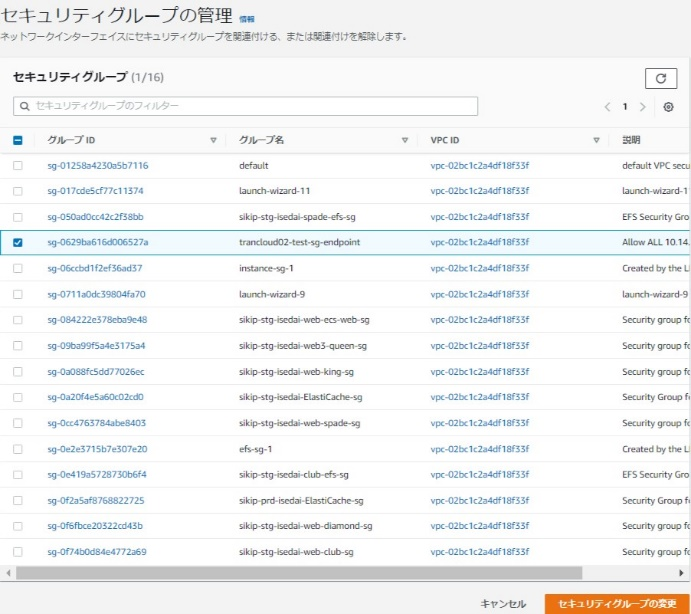 セキュリティグループの管理 情報
ネットワークインターフェイスにセキュリティグループを関連付ける、または関連付けを解除します。
セキュリティグループ (1/16)
セキュリティグループのフィルター
1
グループ ID グループ名 VPC ID 説明
sg-01258a4230a5b7116 default vpc-02bc1c2a4df18f33f default VPC secu
sg-017cde5cf77c11374 launch-wizard-11 vpc-02bc1c2a4df18f33f launch-wizard-1
sg-050ad0cc42c2f38bb sikip-stg-isedai-spade-efs-sg vpc-02bc1c2a4df18f33f EFS Security Gro
sg-0629ba616d006527a trancloud02-test-sg-endpoint vpc-02bc1c2a4df18f33f Allow ALL 10.14.
sg-06ccbd1f2ef36ad37 instance-sg-1 vpc-02bc1c2a4df18f33f Created by the LI
sg-0711a0dc39804fa70 launch-wizard-9 vpc-02bc1c2a4df18f33f launch-wizard-9
sg-084222e378eba9e48 sikip-stg-isedai-web-ecs-web-sg vpc-02bc1c2a4df18f33f Security group fo
sg-09ba99f5a4e3175a4 sikip-stg-isedai-web3-queen-sg vpc-02bc1c2a4df18f33f Security group fo
sg-0a088fc5dd77026ec sikip-stg-isedai-web-king-sg vpc-02bc1c2a4df18f33f Security group fo
sg-0a20f4e5a60c02cd0 sikip-stg-isedai-ElastiCache-sg vpc-02bc1c2a4df18f33f Security Group f
sg-0cc4763784abe8403 sikip-stg-isedai-web-spade-sg vpc-02bc1c2a4df18f33f Security group fo
sg-0e2e3715b7e307e20 efs-sg-1 vpc-02bc1c2a4df18f33f Created by the LI
sg-0e419a5728730b6f4 sikip-stg-isedai-club-efs-sg vpc-02bc1c2a4df18f33f EFS Security Gro
sg-0f2a5af8768822725 sikip-prd-isedai-ElastiCache-sg vpc-02bc1c2a4df18f33f Security Group f
sg-0f6fbce20322cd43b sikip-stg-isedai-web-diamond-sg vpc-02bc1c2a4df18f33f Security group fo
sg-0f74b0d84e4772a69 sikip-stg-isedai-web-club-sg vpc-02bc1c2a4df18f33f Security group fo
キャンセル セキュリティグループの変更